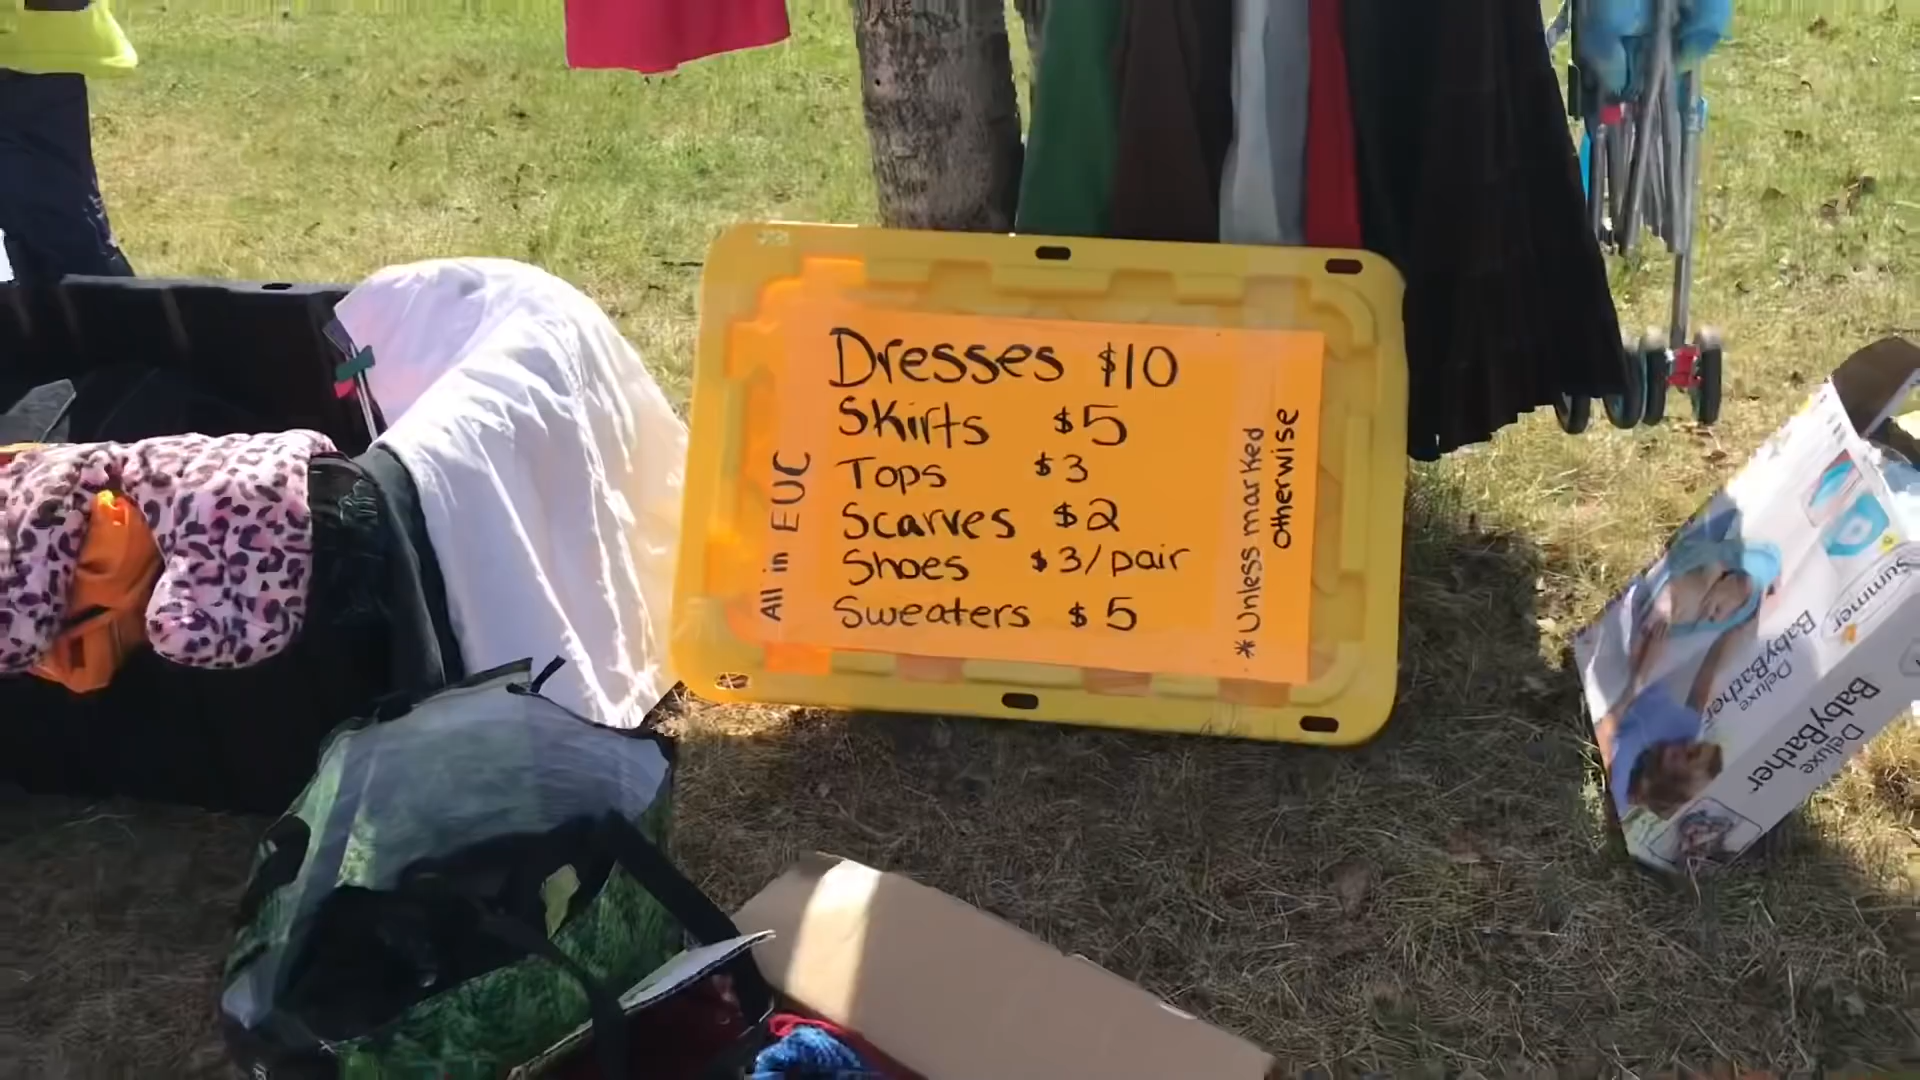 Dresses $10
Skirts $5
Tops $3
Scarves $2
Shoes $3/pair
Sweaters $5
All in EUC
*Unless marked
otherwise
Summer
Deluxe
BabyBather
Deluxe
BabyBather